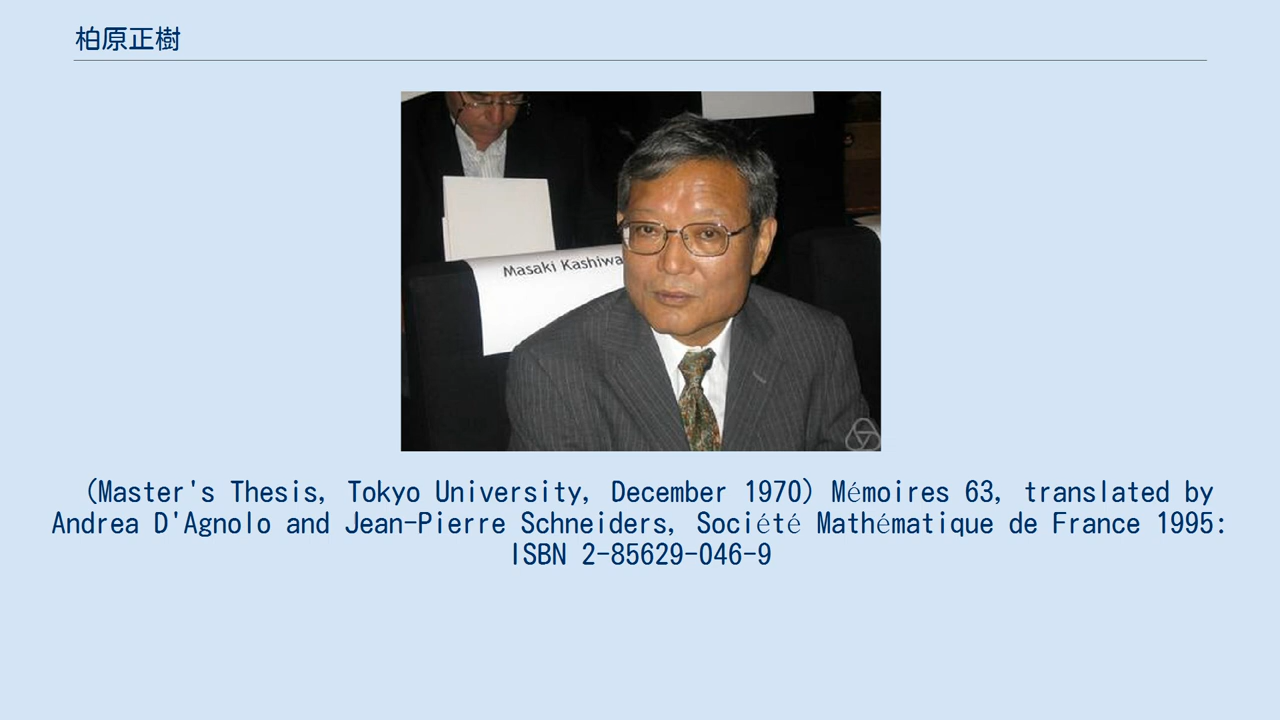 柏原正樹
Masaki Kashiwa
(Master's Thesis, Tokyo University, December 1970) Mémoires 63, translated by
Andrea D'Agnolo and Jean-Pierre Schneiders, Société Mathématique de France 1995:
ISBN 2-85629-046-9